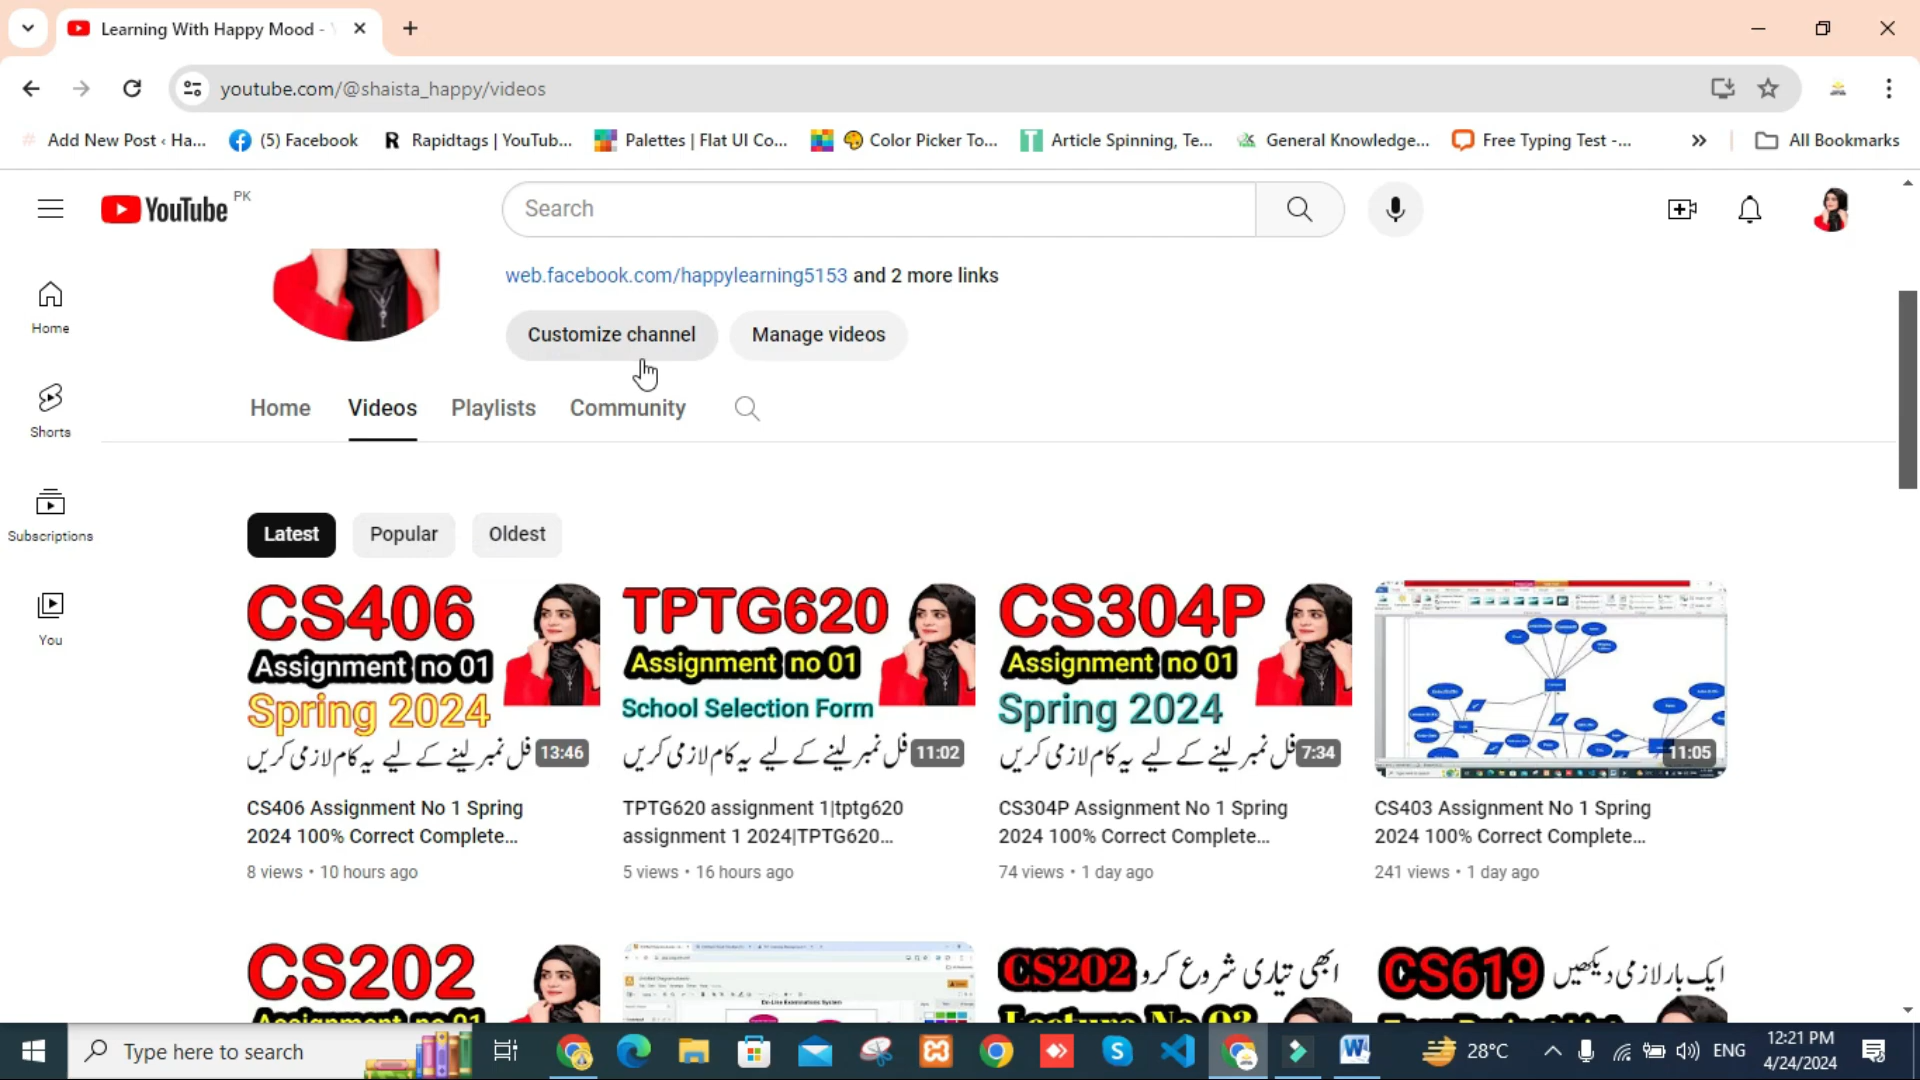 Learning With Happy Mood -
youtube.com/@shaista_happy/videos
Add New Post ‹ Ha...
(5) Facebook
R Rapidtags | YouTub...
Palettes | Flat UI Co...
Color Picker To...
Article Spinning, Te...
General Knowledge...
Free Typing Test -...
»
All Bookmarks
YouTube PK
Search
web.facebook.com/happylearning5153 and 2 more links
Customize channel
Manage videos
Home
Shorts
Subscriptions
You
Home Videos Playlists Community
Latest Popular Oldest
CS406
Assignment no 01
Spring 2024
فل نمبر لینے کے لیے یہ کام لازمی کریں
13:46
CS406 Assignment No 1 Spring
2024 100% Correct Complete...
8 views • 10 hours ago
TPTG620
Assignment no 01
School Selection Form
فل نمبر لینے کے لیے یہ کام لازمی کریں
11:02
TPTG620 assignment 1|tptg620
assignment 1 2024|TPTG620...
5 views • 16 hours ago
CS304P
Assignment no 01
Spring 2024
فل نمبر لینے کے لیے یہ کام لازمی کریں
7:34
CS304P Assignment No 1 Spring
2024 100% Correct Complete...
74 views • 1 day ago
11:05
CS403 Assignment No 1 Spring
2024 100% Correct Complete...
241 views • 1 day ago
CS202
Assignment no 01
On-Line Examinations System
CS202 ابھی تیاری شروع کرو
Lecture No 03
CS619 ایک بار لازمی دیکھیں
Type here to search
28°C
ENG
12:21 PM
4/24/2024